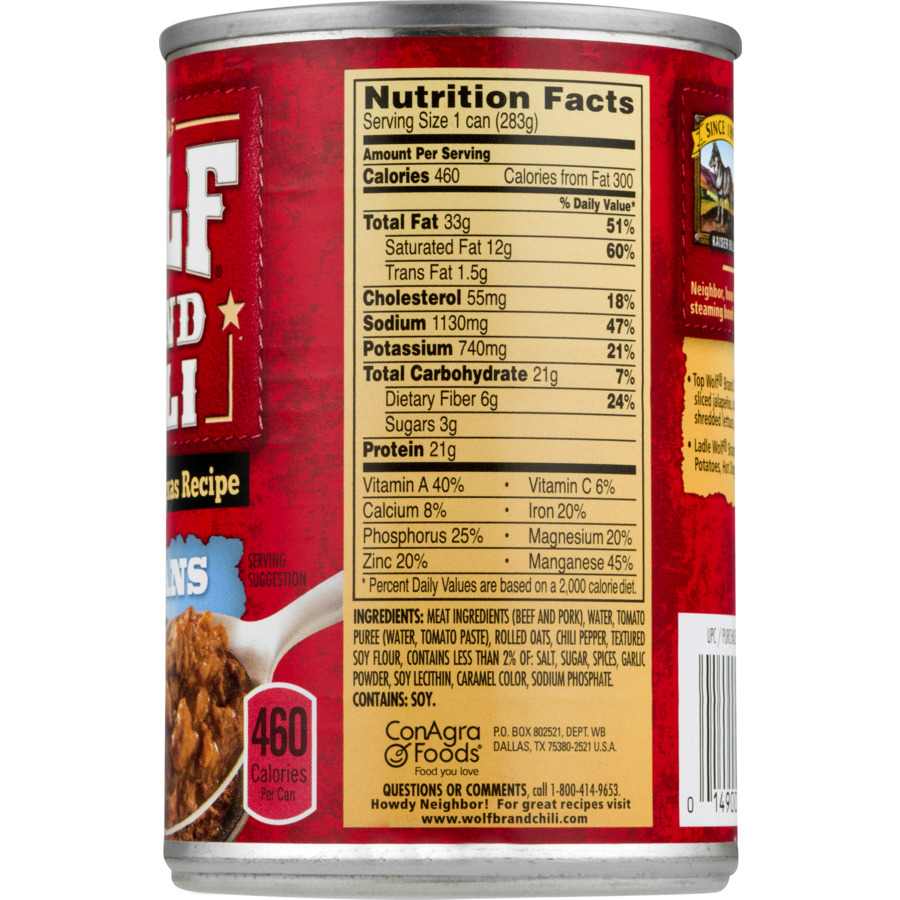 LF
ND
LI
as Recipe
NS
SERVING
SUGGESTION
460
Calories
Per Can
Nutrition Facts
Serving Size 1 can (283g)
Amount Per Serving
Calories 460 Calories from Fat 300
% Daily Value*
Total Fat 33g 51%
Saturated Fat 12g 60%
Trans Fat 1.5g
Cholesterol 55mg 18%
Sodium 1130mg 47%
Potassium 740mg 21%
Total Carbohydrate 21g 7%
Dietary Fiber 6g 24%
Sugars 3g
Protein 21g
Vitamin A 40% • Vitamin C 6%
Calcium 8% • Iron 20%
Phosphorus 25% • Magnesium 20%
Zinc 20% • Manganese 45%
* Percent Daily Values are based on a 2,000 calorie diet.
INGREDIENTS: MEAT INGREDIENTS (BEEF AND PORK), WATER, TOMATO
PUREE (WATER, TOMATO PASTE), ROLLED OATS, CHILI PEPPER, TEXTURED
SOY FLOUR, CONTAINS LESS THAN 2% OF: SALT, SUGAR, SPICES, GARLIC
POWDER, SOY LECITHIN, CARAMEL COLOR, SODIUM PHOSPHATE.
CONTAINS: SOY.
ConAgra
Foods®
Food you love
P.O. BOX 802521, DEPT. WB
DALLAS, TX 75380-2521 U.S.A.
QUESTIONS OR COMMENTS, call 1-800-414-9653.
Howdy Neighbor! For great recipes visit
www.wolfbrandchili.com
SINCE
KAISER
Neighbor,
steaming
• Top Wolf®
sliced
shredded
• Ladle Wolf®
Potatoes, Hot
UPC /
0 1490